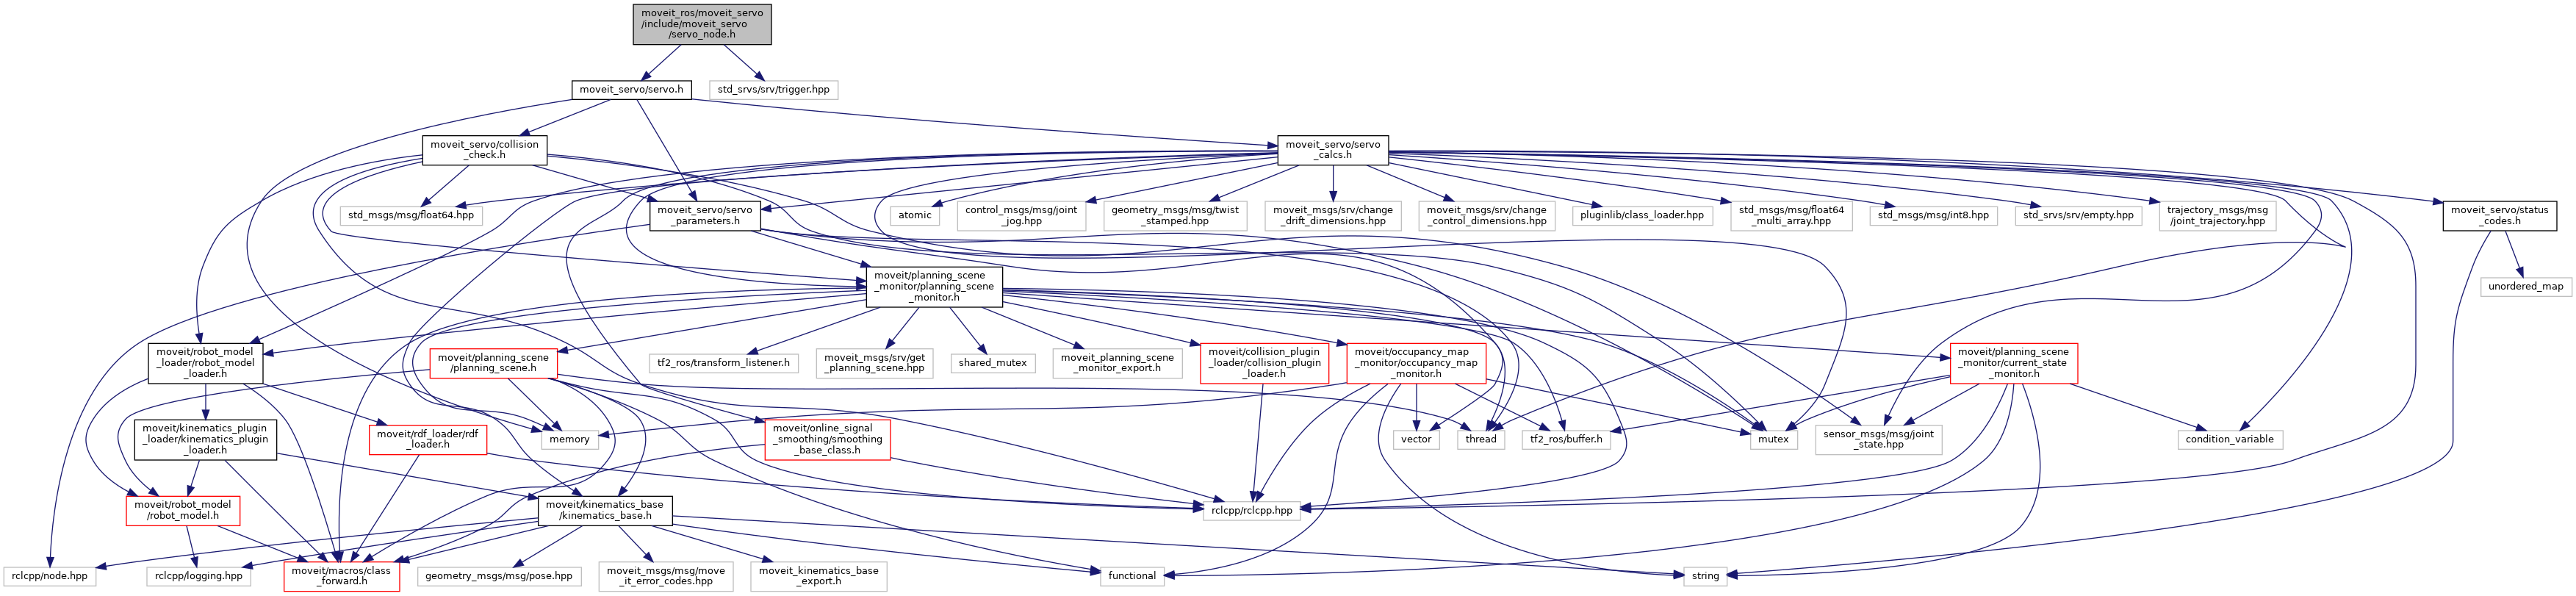 moveit_ros/moveit_servo
/include/moveit_servo
/servo_node.h
moveit_servo/servo.h
std_srvs/srv/trigger.hpp
moveit_servo/collision
_check.h
moveit_servo/servo
_calcs.h
std_msgs/msg/float64.hpp
moveit_servo/servo
_parameters.h
atomic
control_msgs/msg/joint
_jog.hpp
geometry_msgs/msg/twist
_stamped.hpp
moveit_msgs/srv/change
_drift_dimensions.hpp
moveit_msgs/srv/change
_control_dimensions.hpp
pluginlib/class_loader.hpp
std_msgs/msg/float64
_multi_array.hpp
std_msgs/msg/int8.hpp
std_srvs/srv/empty.hpp
trajectory_msgs/msg
/joint_trajectory.hpp
moveit_servo/status
_codes.h
moveit/planning_scene
_monitor/planning_scene
_monitor.h
unordered_map
moveit/robot_model
_loader/robot_model
_loader.h
moveit/planning_scene
/planning_scene.h
tf2_ros/transform_listener.h
moveit_msgs/srv/get
_planning_scene.hpp
shared_mutex
moveit_planning_scene
_monitor_export.h
moveit/collision_plugin
_loader/collision_plugin
_loader.h
moveit/occupancy_map
_monitor/occupancy_map
_monitor.h
moveit/planning_scene
_monitor/current_state
_monitor.h
moveit/kinematics_plugin
_loader/kinematics_plugin
_loader.h
moveit/rdf_loader/rdf
_loader.h
memory
moveit/online_signal
_smoothing/smoothing
_base_class.h
vector
thread
tf2_ros/buffer.h
mutex
sensor_msgs/msg/joint
_state.hpp
condition_variable
moveit/robot_model
/robot_model.h
moveit/kinematics_base
/kinematics_base.h
rclcpp/rclcpp.hpp
rclcpp/node.hpp
rclcpp/logging.hpp
moveit/macros/class
_forward.h
geometry_msgs/msg/pose.hpp
moveit_msgs/msg/move
_it_error_codes.hpp
moveit_kinematics_base
_export.h
functional
string